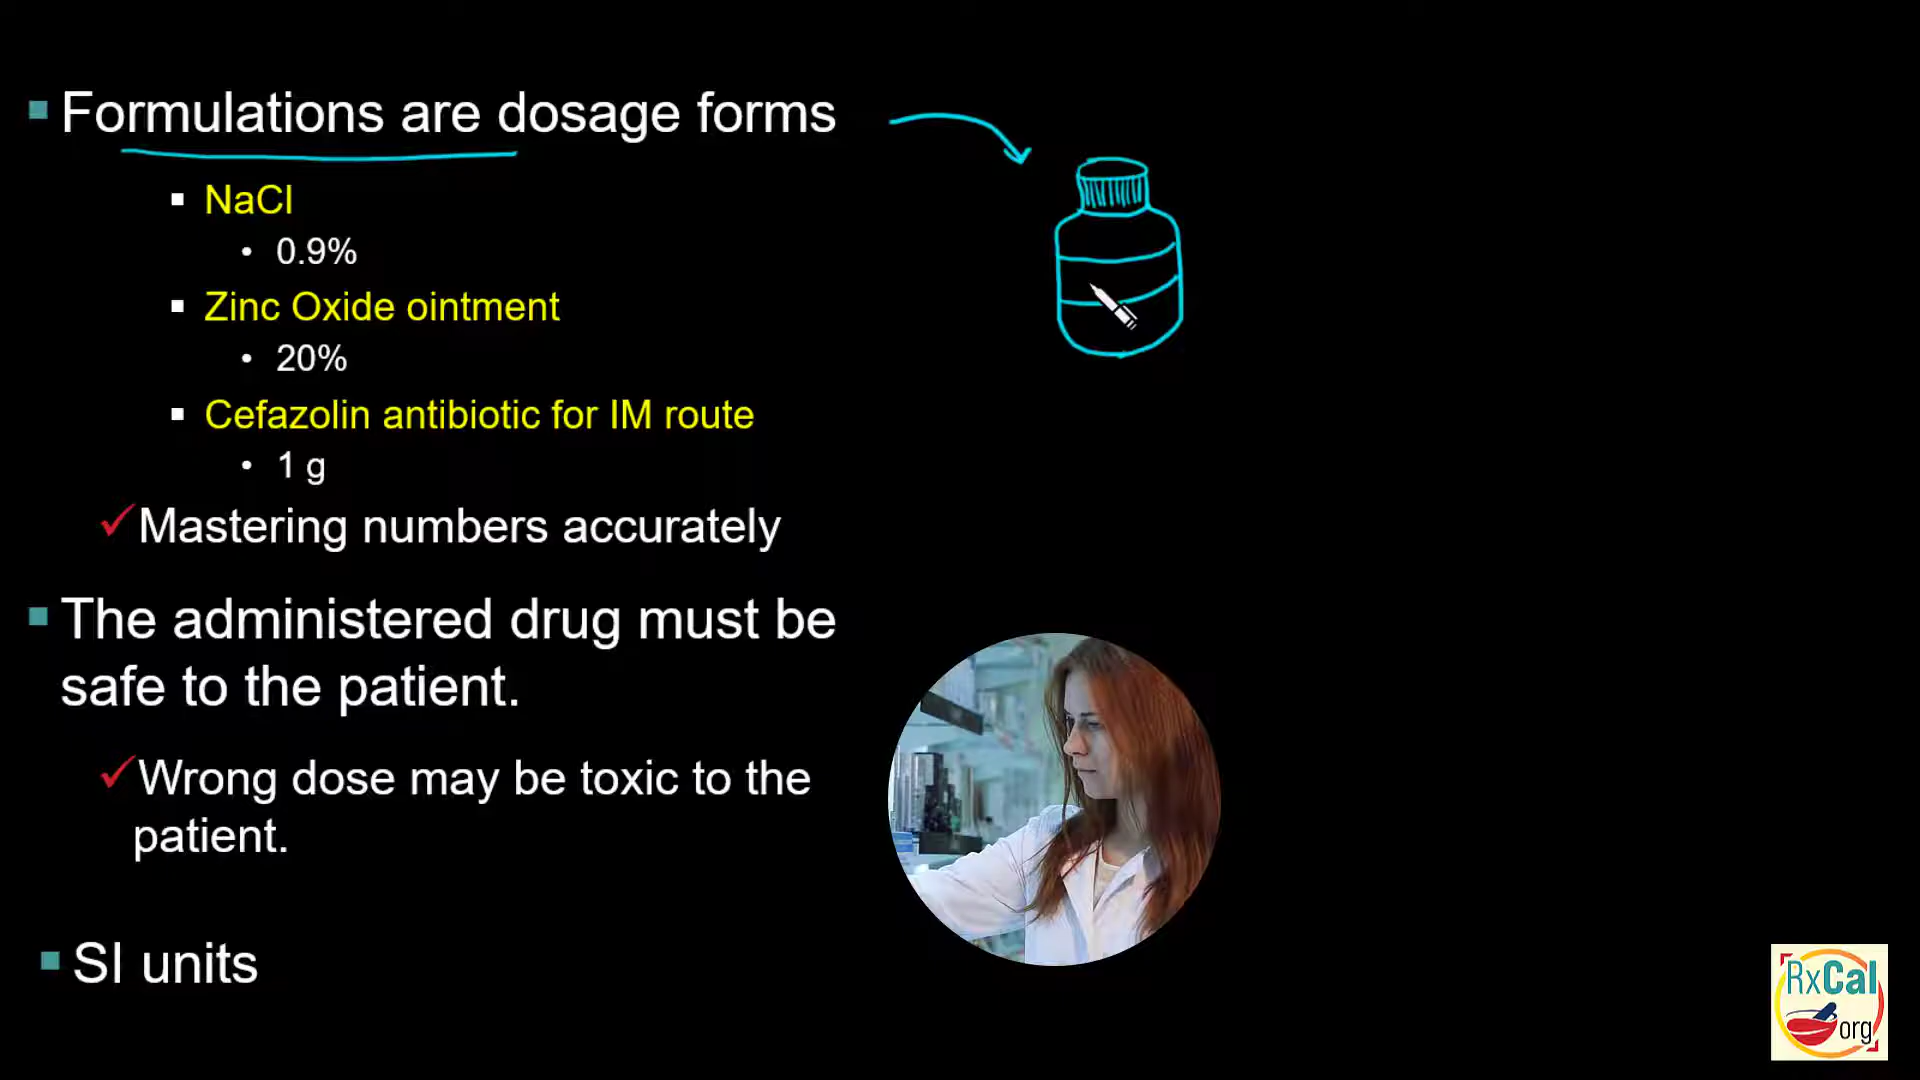 Formulations are dosage forms
NaCl
0.9%
Zinc Oxide ointment
20%
Cefazolin antibiotic for IM route
1 g
Mastering numbers accurately
The administered drug must be
safe to the patient.
Wrong dose may be toxic to the
patient.
SI units
RxCal
org